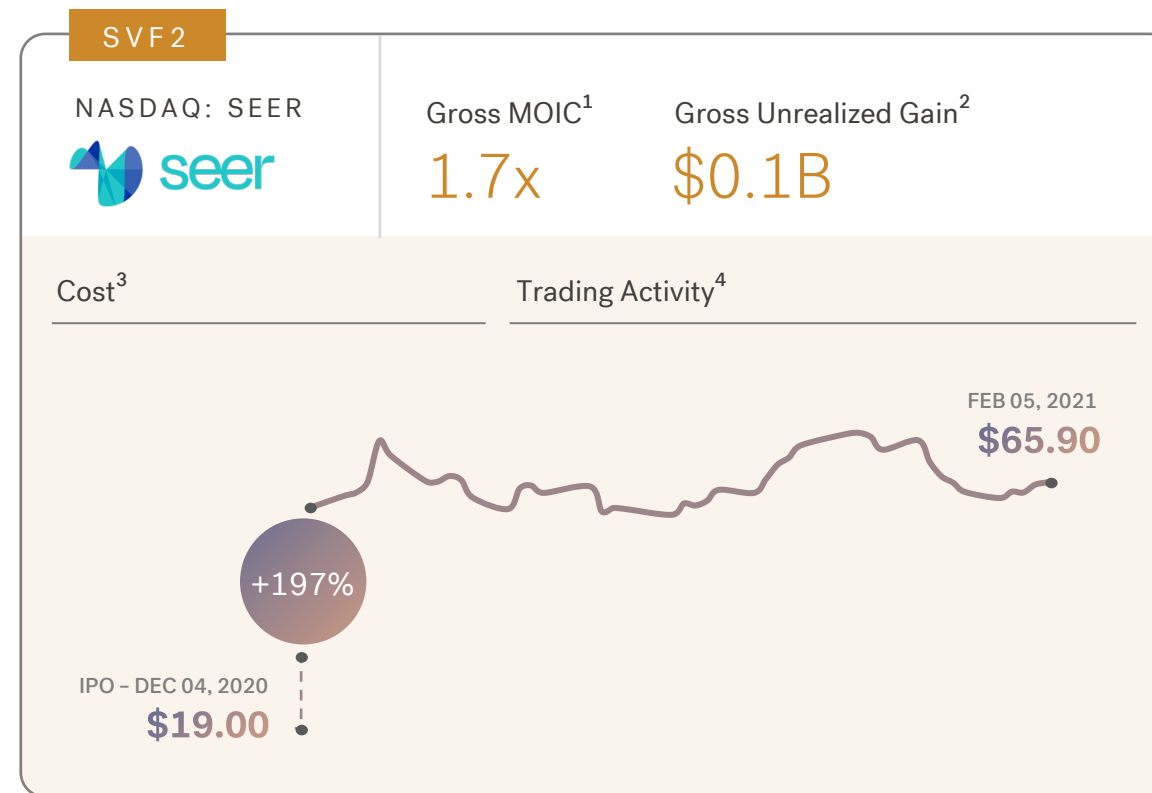 SVF2
NASDAQ: SEER
seer
Gross MOIC¹
1.7x
Gross Unrealized Gain²
$0.1B
Cost³
Trading Activity⁴
FEB 05, 2021
$65.90
+197%
IPO – DEC 04, 2020
$19.00